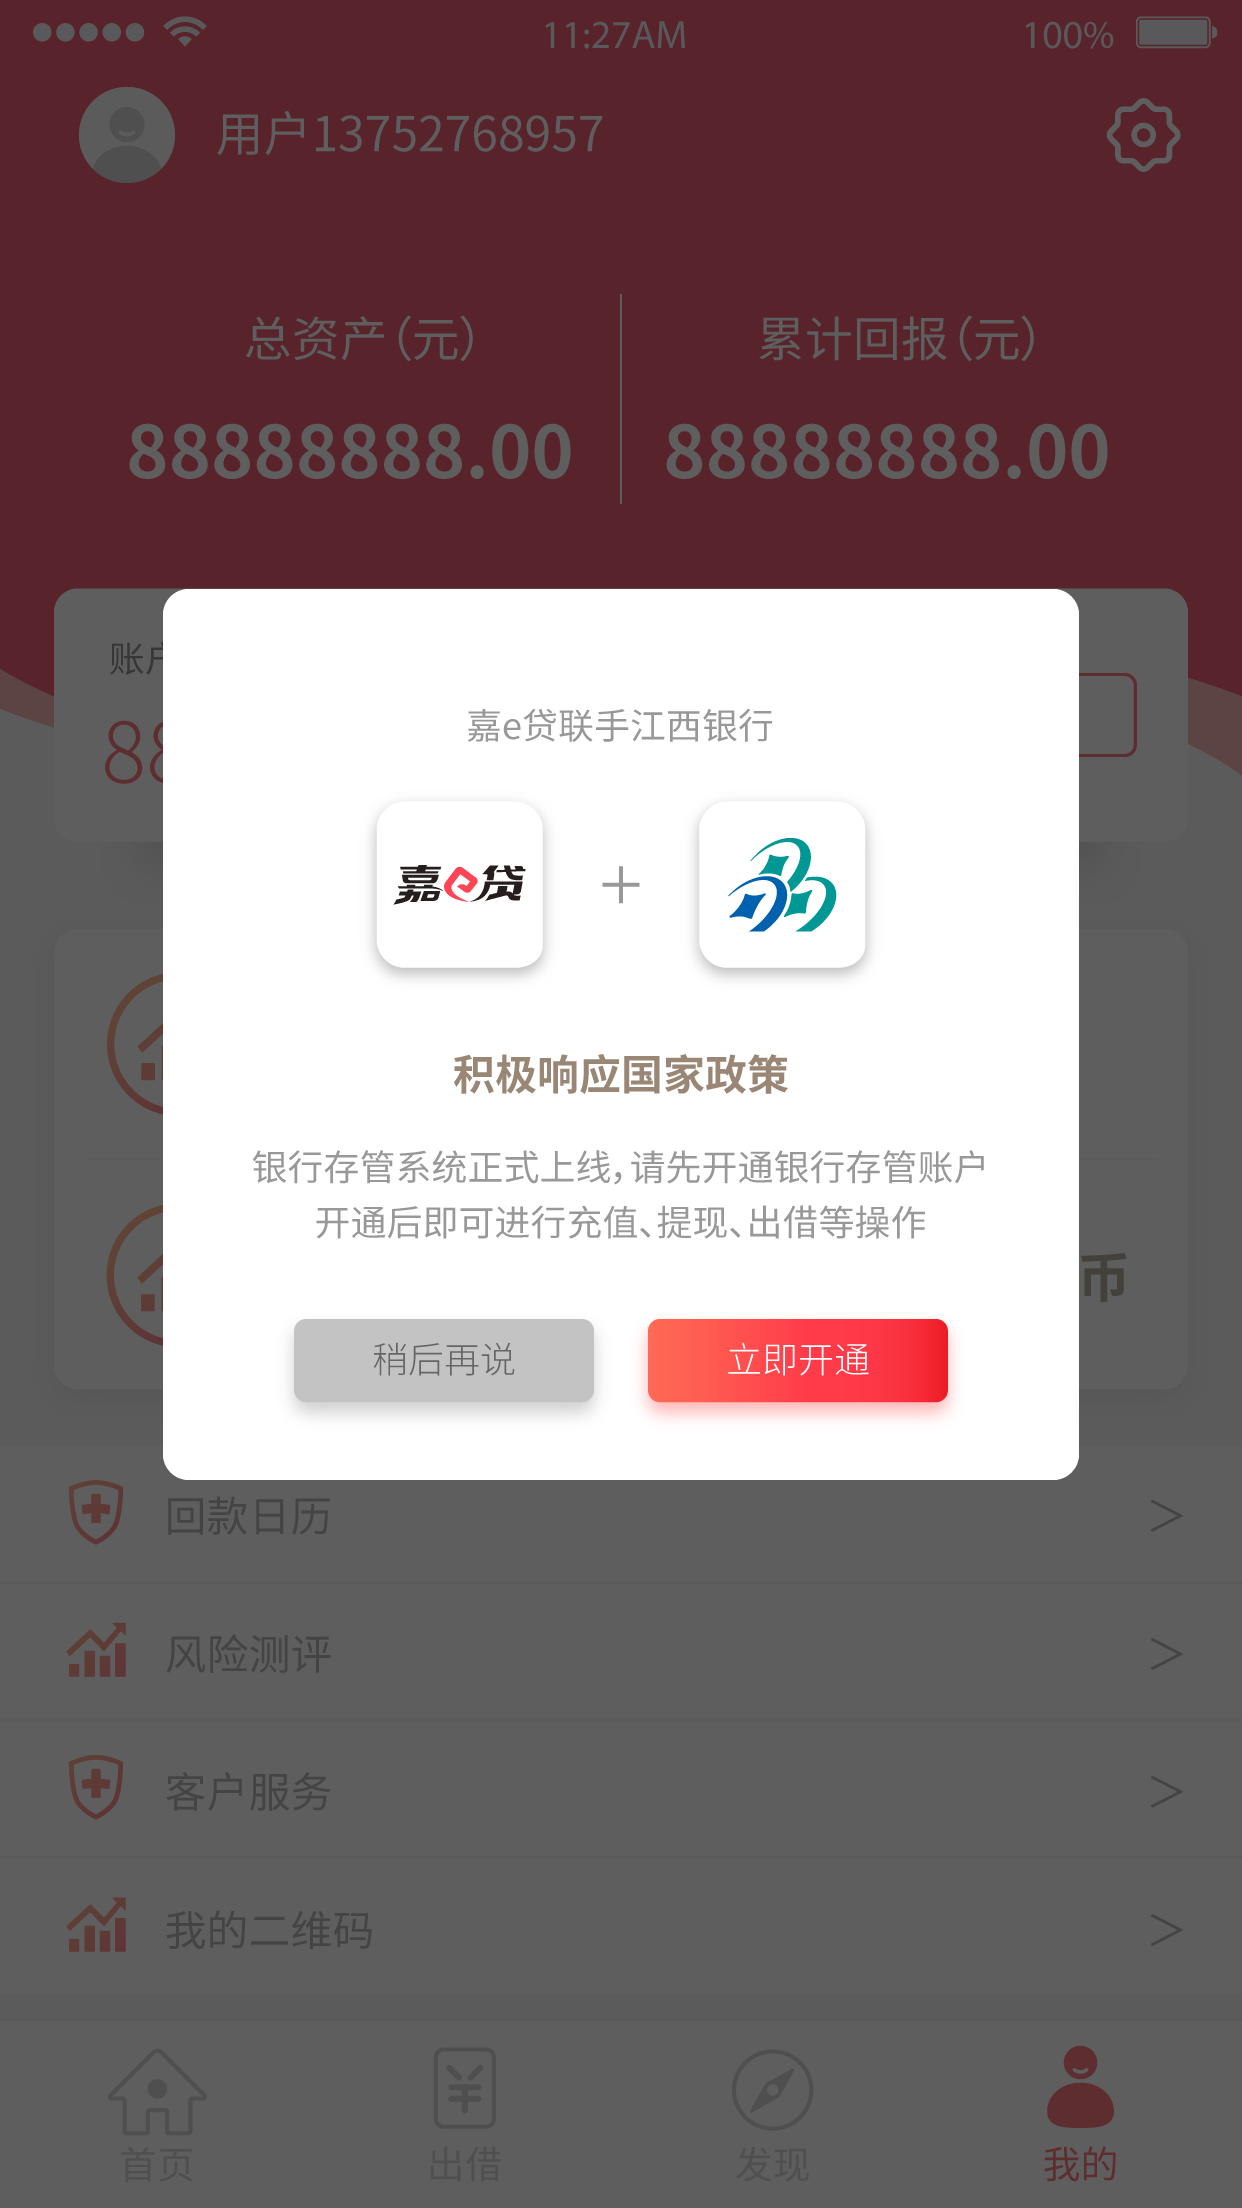 11:27AM
100%
用户13752768957
总资产（元）
累计回报（元）
88888888.00
88888888.00
账户
88
嘉e贷联手江西银行
嘉e贷
+
积极响应国家政策
银行存管系统正式上线，请先开通银行存管账户
开通后即可进行充值、提现、出借等操作
币
稍后再说
立即开通
回款日历
>
风险测评
>
客户服务
>
我的二维码
>
首页
出借
发现
我的